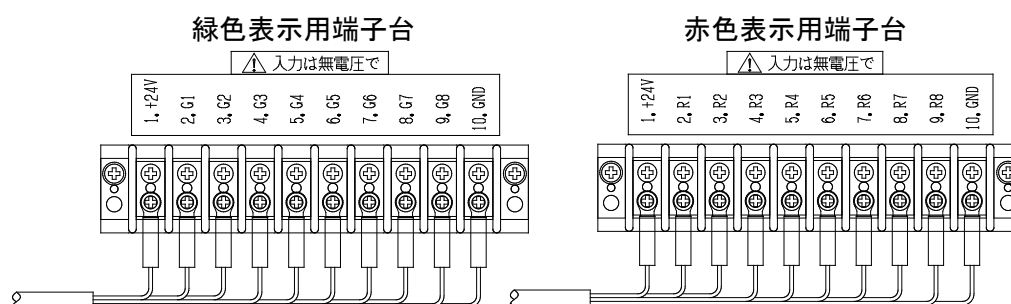 緑色表示用端子台
入力は無電圧で
1.+24V
2.G1
3.G2
4.G3
5.G4
6.G5
7.G6
8.G7
9.G8
10.GND
赤色表示用端子台
入力は無電圧で
1.+24V
2.R1
3.R2
4.R3
5.R4
6.R5
7.R6
8.R7
9.R8
10.GND